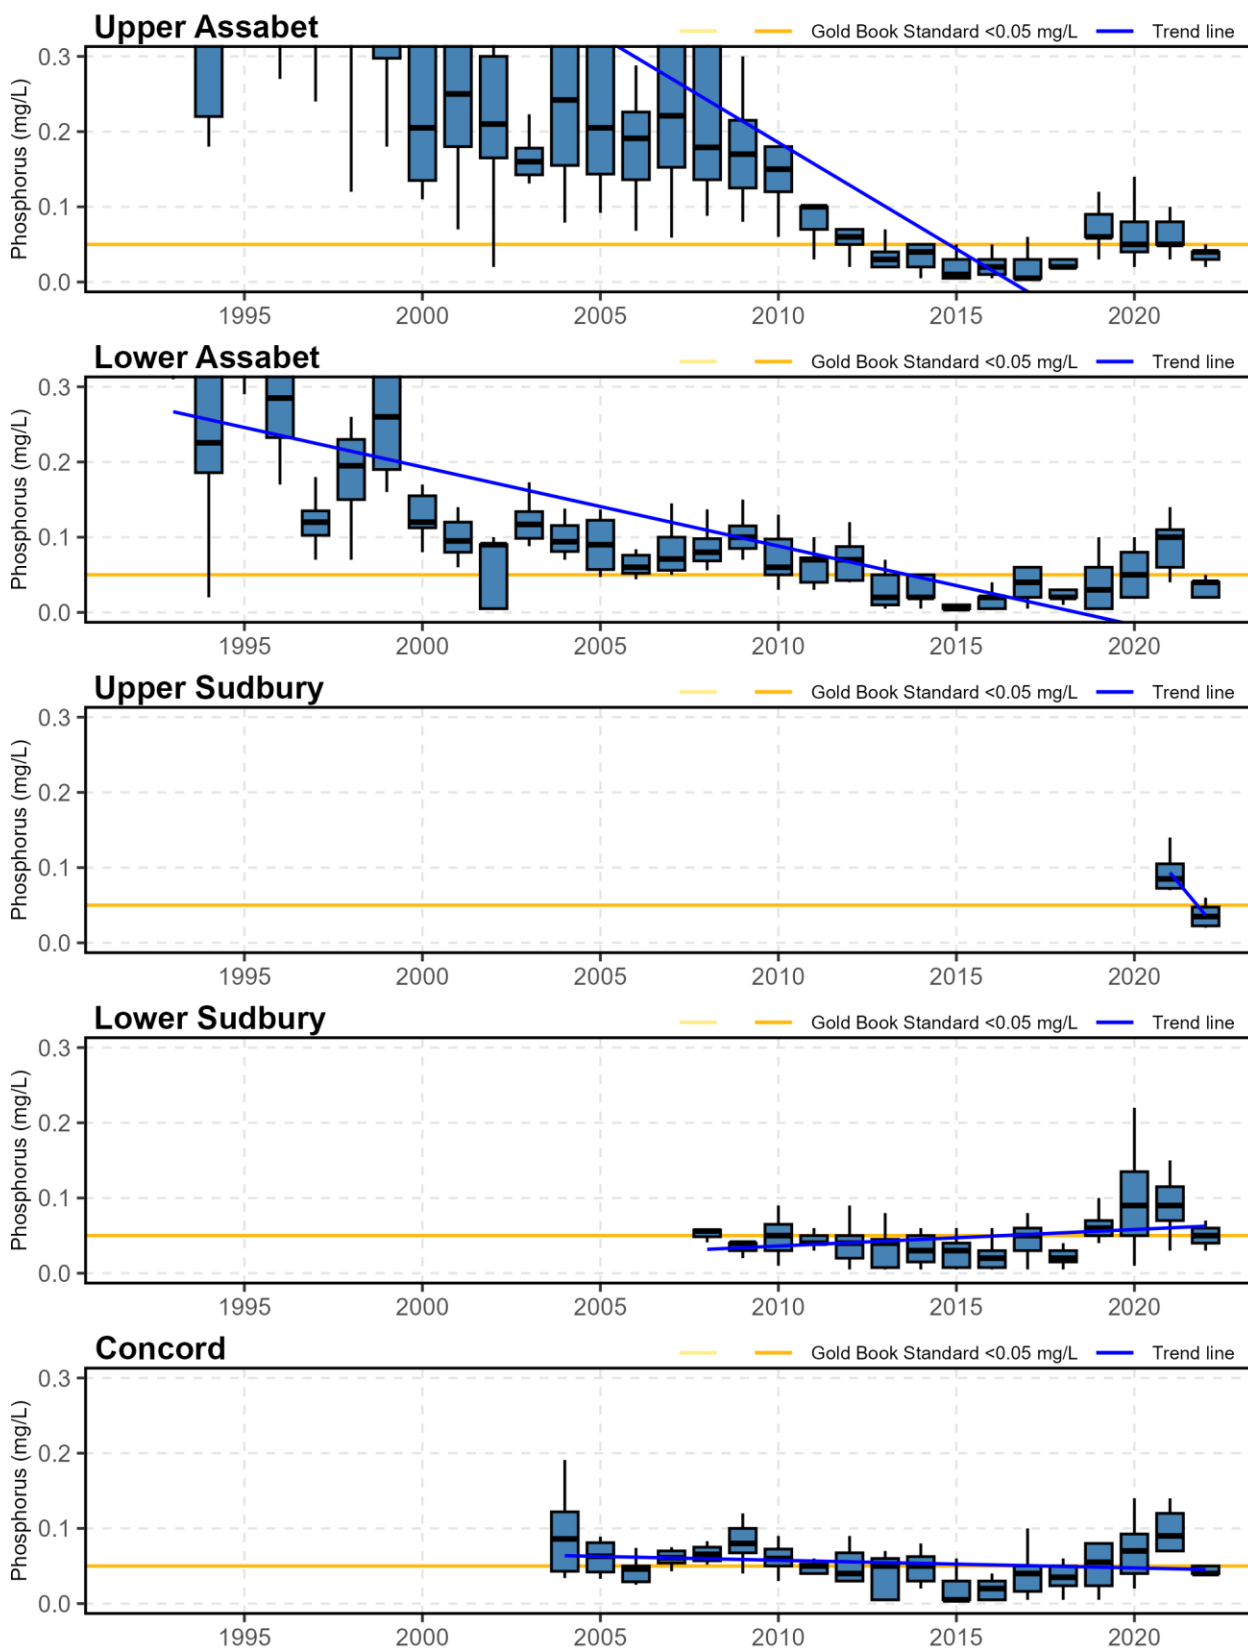 Upper Assabet
Gold Book Standard <0.05 mg/L Trend line
Phosphorus (mg/L)
0.3
0.2
0.1
0.0
1995 2000 2005 2010 2015 2020
Lower Assabet
Gold Book Standard <0.05 mg/L Trend line
Phosphorus (mg/L)
0.3
0.2
0.1
0.0
1995 2000 2005 2010 2015 2020
Upper Sudbury
Gold Book Standard <0.05 mg/L Trend line
Phosphorus (mg/L)
0.3
0.2
0.1
0.0
1995 2000 2005 2010 2015 2020
Lower Sudbury
Gold Book Standard <0.05 mg/L Trend line
Phosphorus (mg/L)
0.3
0.2
0.1
0.0
1995 2000 2005 2010 2015 2020
Concord
Gold Book Standard <0.05 mg/L Trend line
Phosphorus (mg/L)
0.3
0.2
0.1
0.0
1995 2000 2005 2010 2015 2020